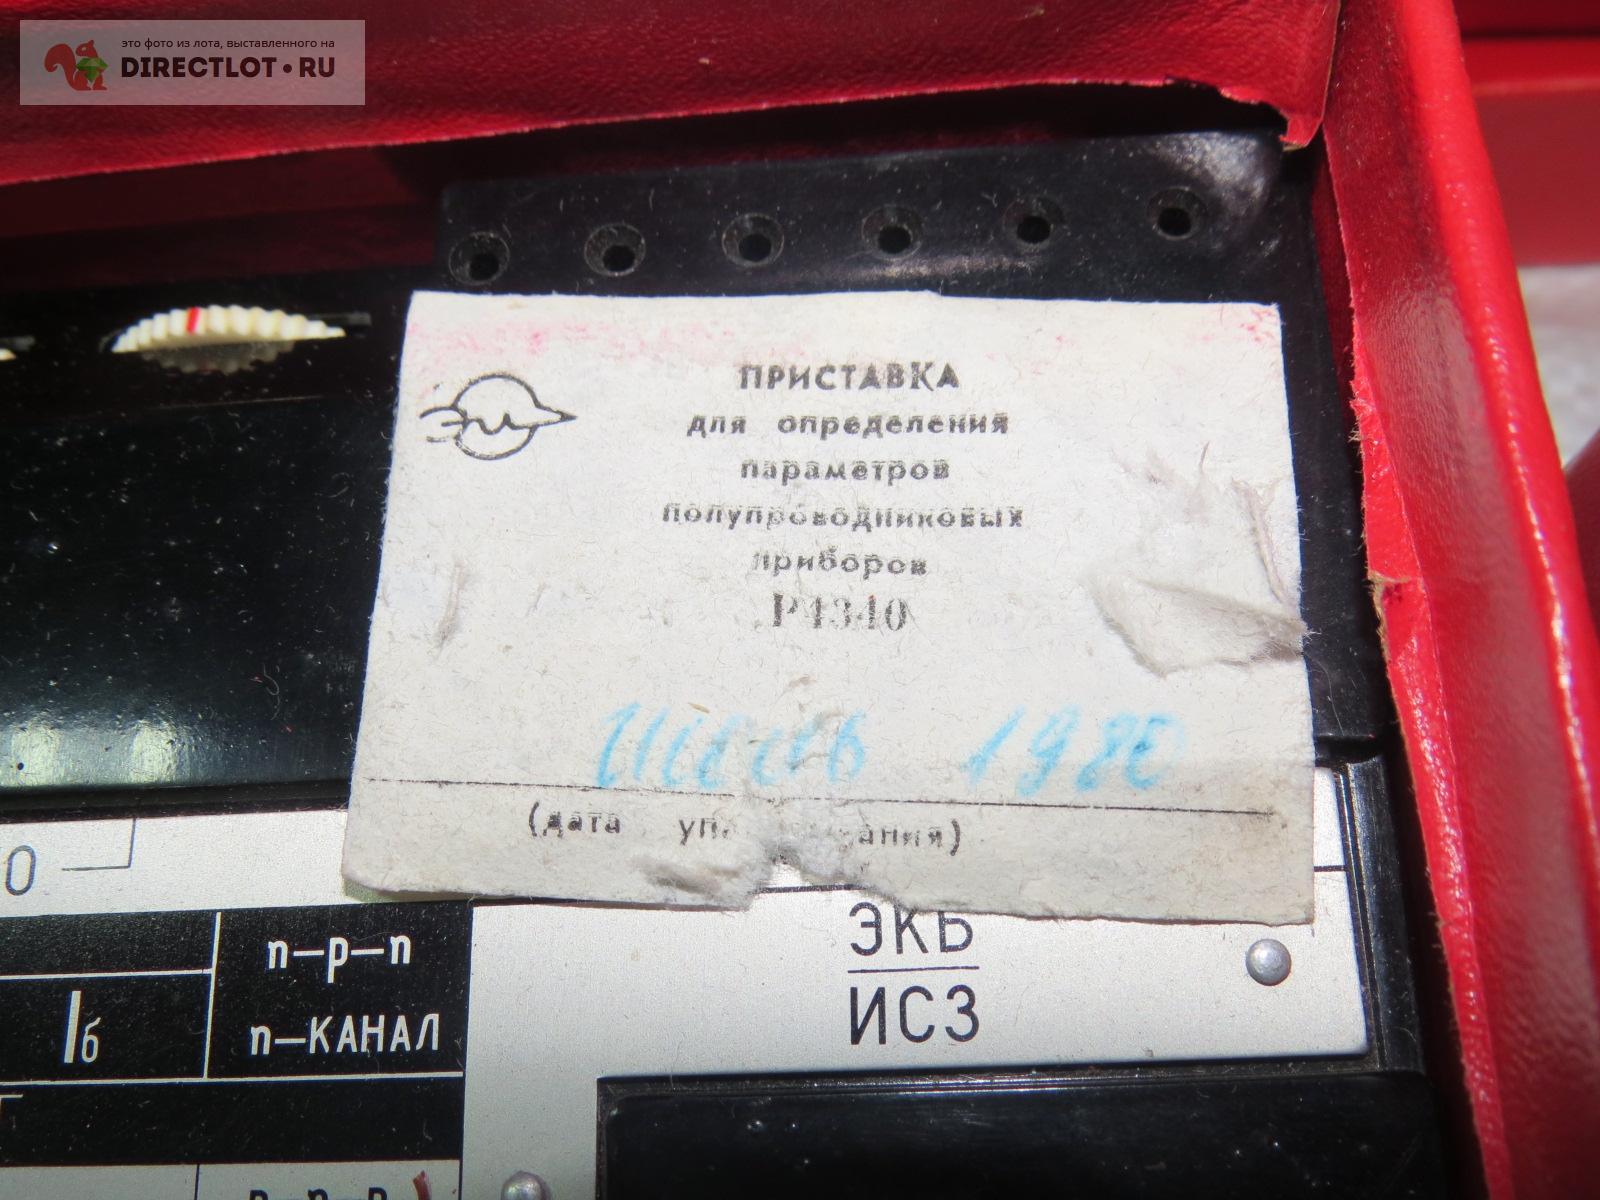 это фото из лота, выставленного на
DIRECTLOT.RU
ПРИСТАВКА
для определения
параметров
полупроводниковых
приборов
Р4340
1980
(дата
О
ЭКБ
ИСЗ
n–p–n
Iб
n–КАНАЛ